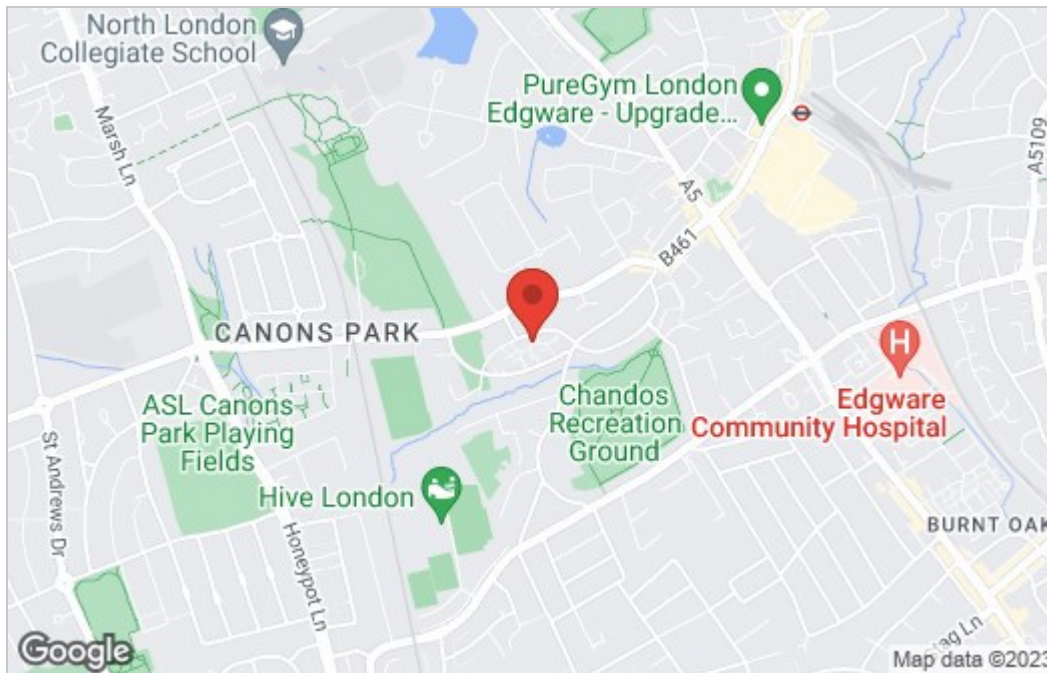 North London
Collegiate School
PureGym London
Edgware - Upgrade...
Marsh Ln
A5109
A5
B461
CANONS PARK
H
Edgware
Community Hospital
Chandos
Recreation
Ground
ASL Canons
Park Playing
Fields
St Andrews Dr
Hive London
Honeypot Ln
BURNT OAK
Stag Ln
Google
Map data ©2023